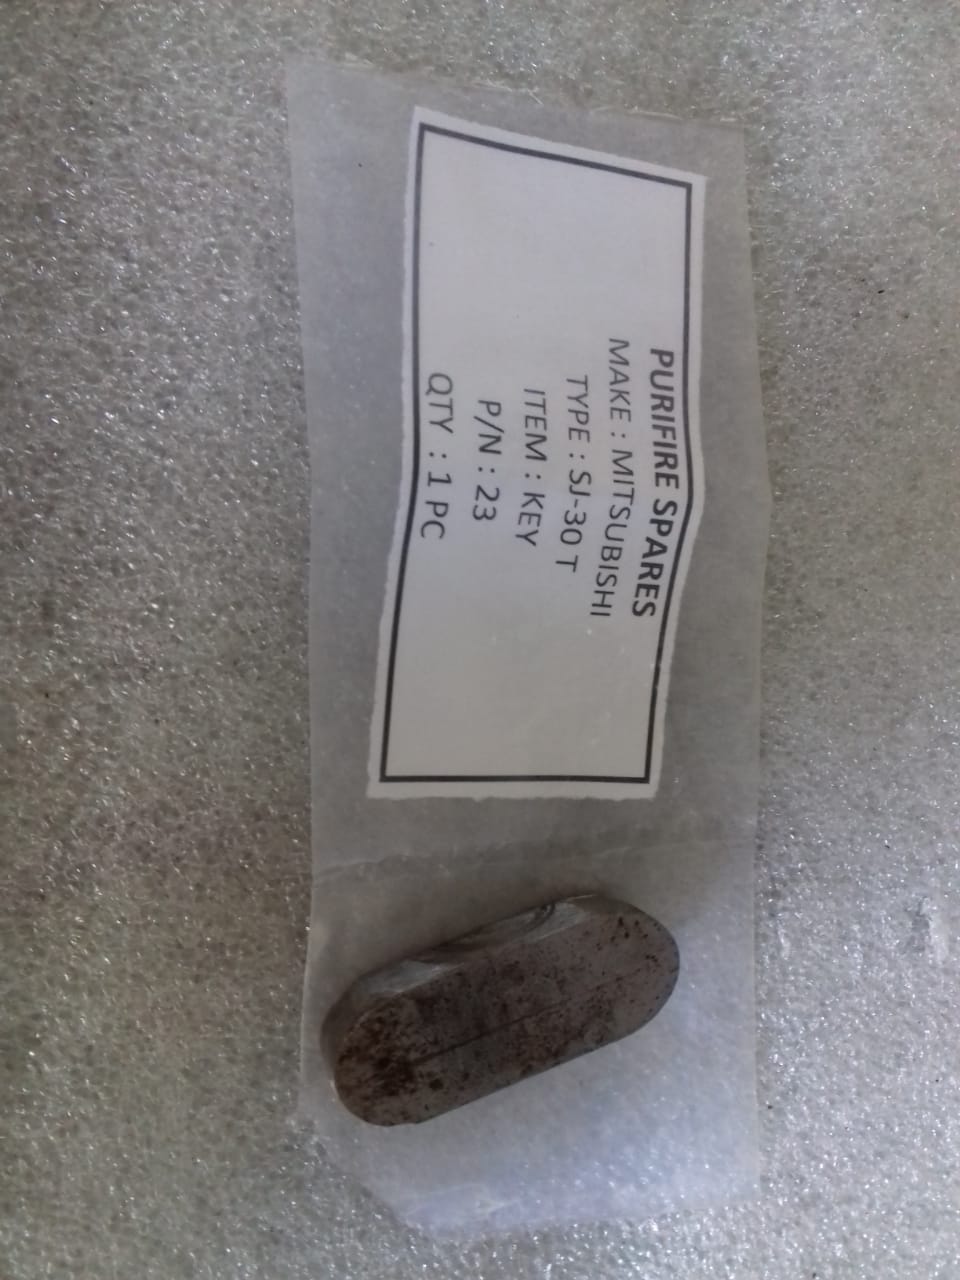 PURIFIRE SPARES
MAKE : MITSUBISHI
TYPE : SJ-30 T
ITEM : KEY
P/N : 23
QTY : 1 PC